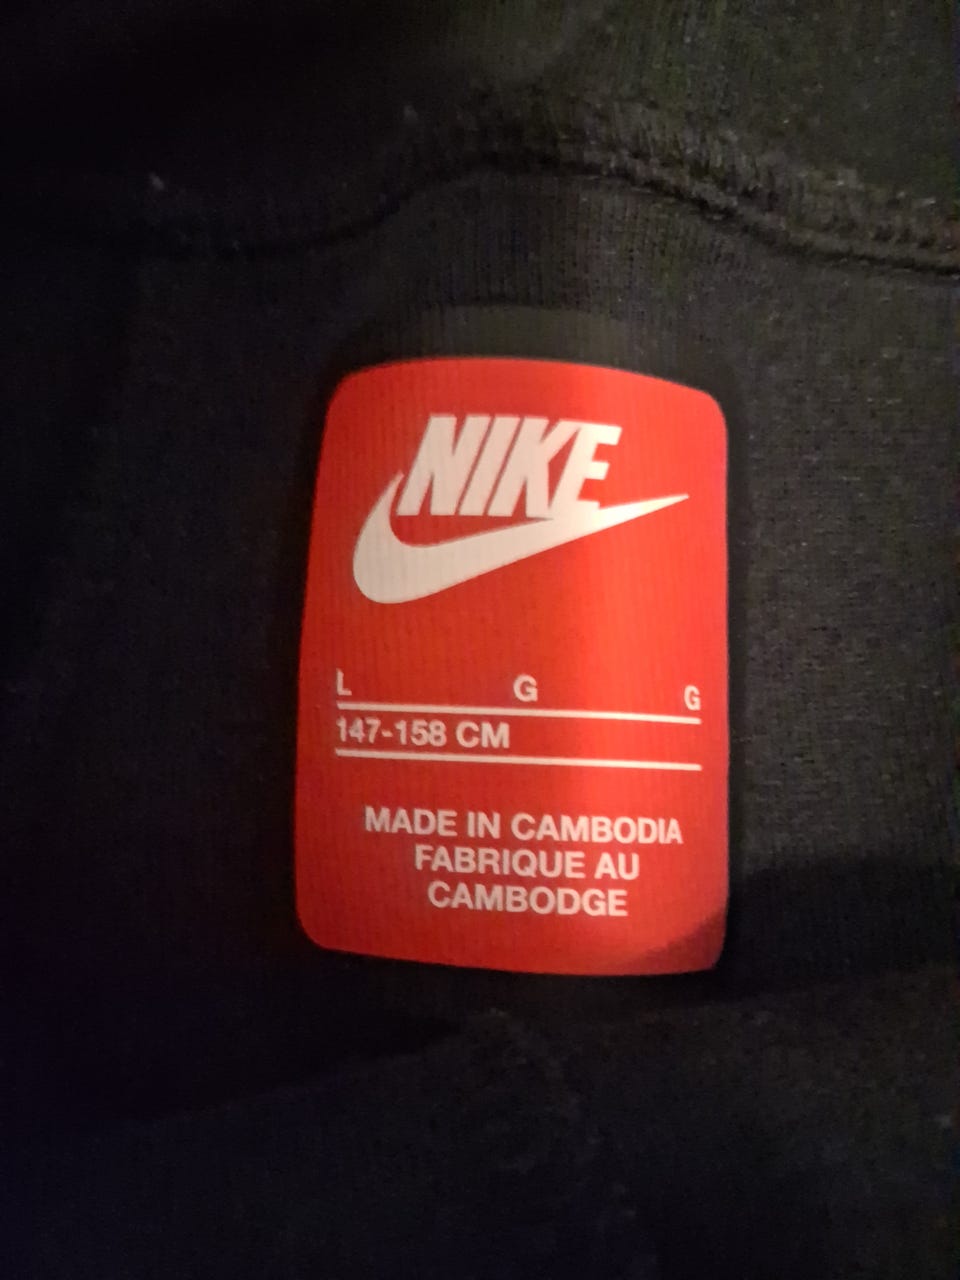 NIKE
L G G
147-158 CM
MADE IN CAMBODIA
FABRIQUE AU
CAMBODGE